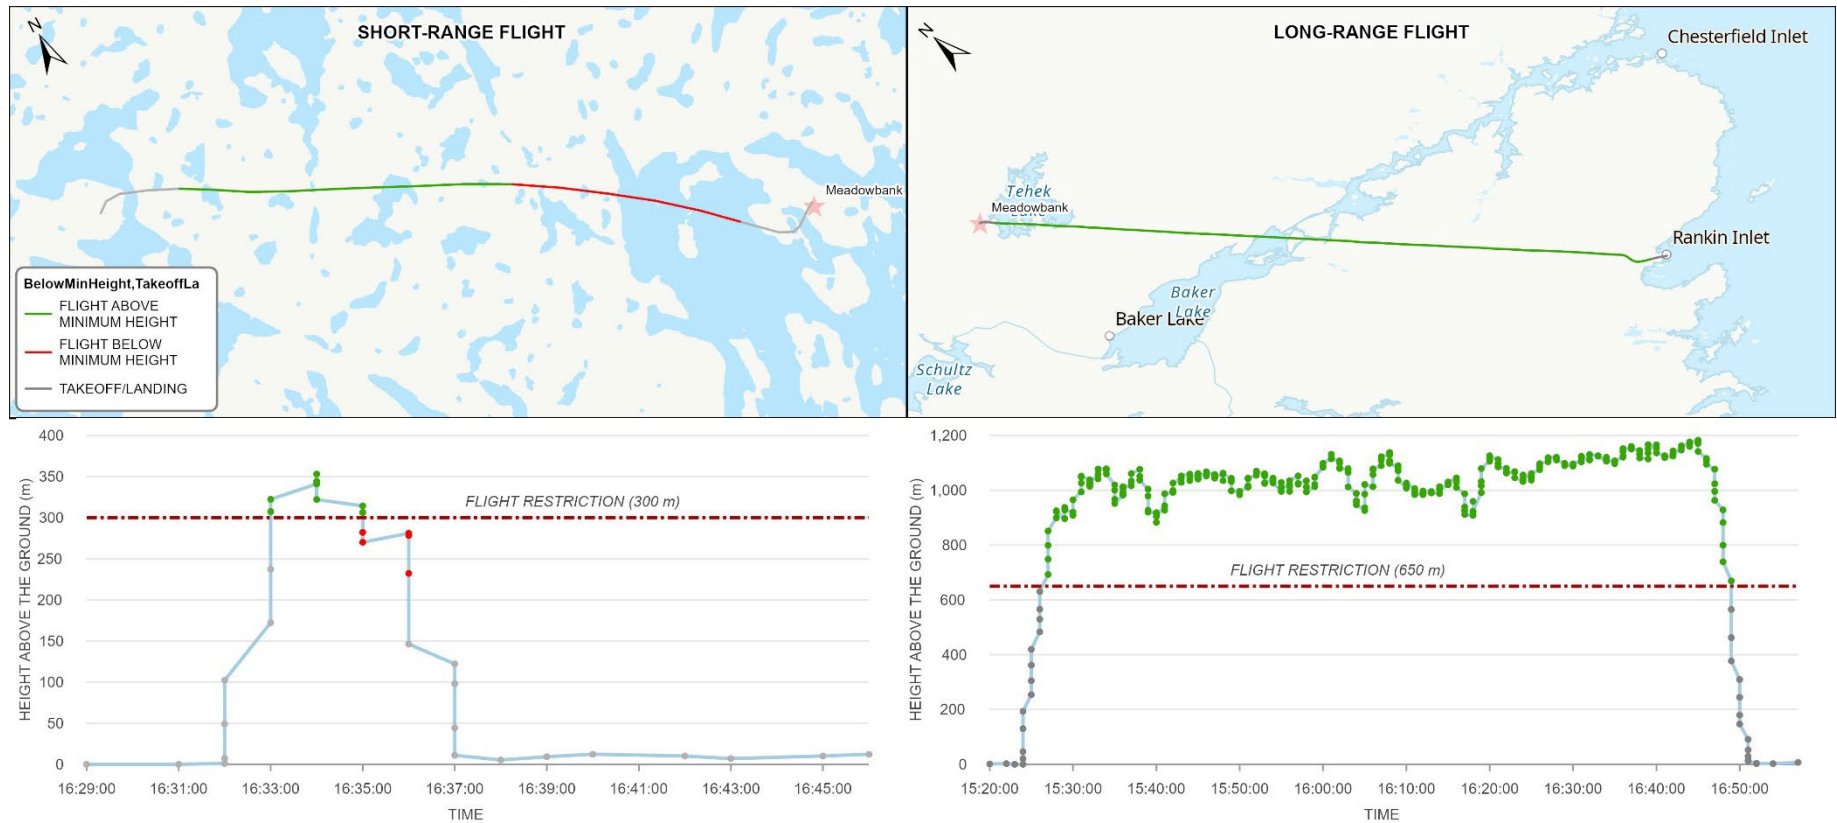 N
SHORT-RANGE FLIGHT
Meadowbank
BelowMinHeight,TakeoffLa
FLIGHT ABOVE
MINIMUM HEIGHT
FLIGHT BELOW
MINIMUM HEIGHT
TAKEOFF/LANDING
N
LONG-RANGE FLIGHT
Chesterfield Inlet
Tehek
Lake
Meadowbank
Rankin Inlet
Baker
Lake
Baker Lake
Schultz
Lake
HEIGHT ABOVE THE GROUND (m)
400
350
300
250
200
150
100
50
0
FLIGHT RESTRICTION (300 m)
16:29:00 16:31:00 16:33:00 16:35:00 16:37:00 16:39:00 16:41:00 16:43:00 16:45:00
TIME
HEIGHT ABOVE THE GROUND (m)
1,200
1,000
800
600
400
200
0
FLIGHT RESTRICTION (650 m)
15:20:00 15:30:00 15:40:00 15:50:00 16:00:00 16:10:00 16:20:00 16:30:00 16:40:00 16:50:00
TIME